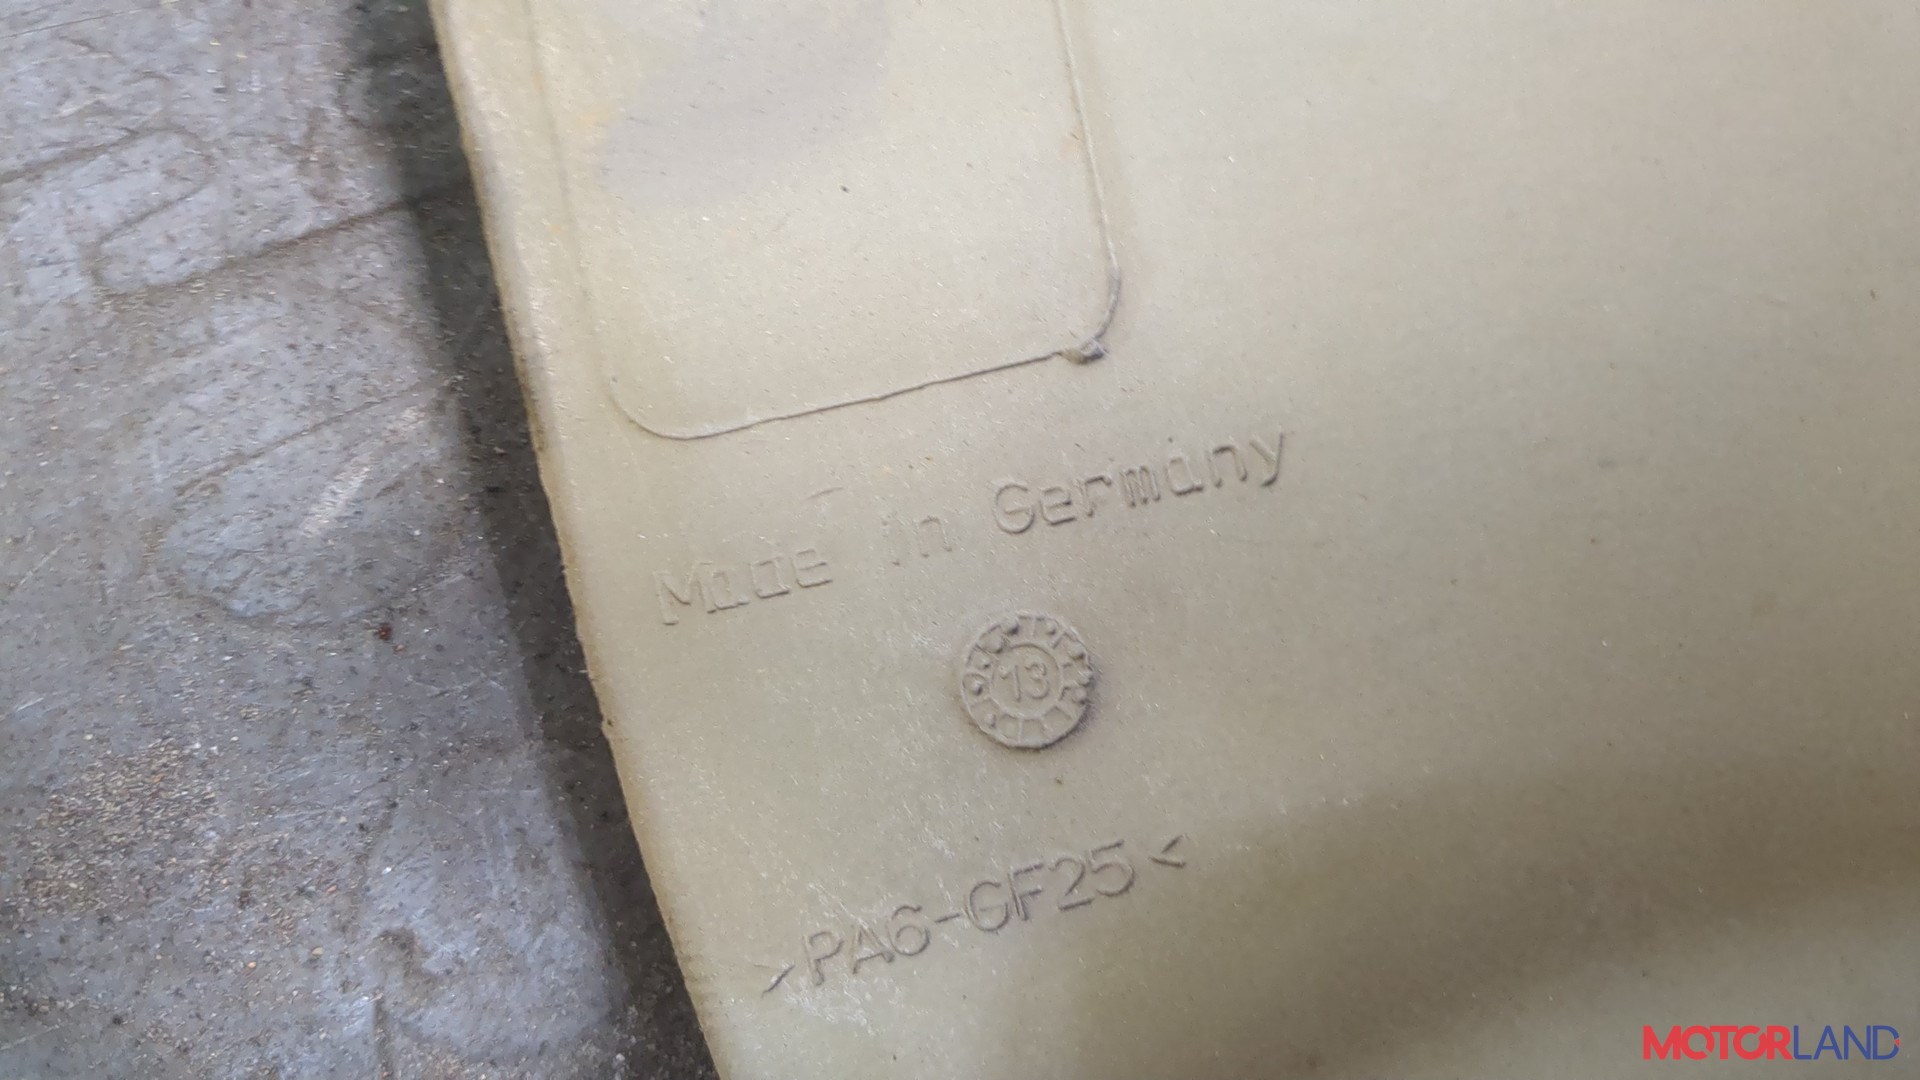 Made in Germany
13
>PA6-GF25<
MOTORLAND